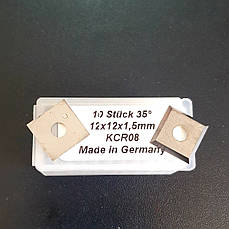 10 Stück 35°
12x12x1,5mm
KCR08
Made in Germany